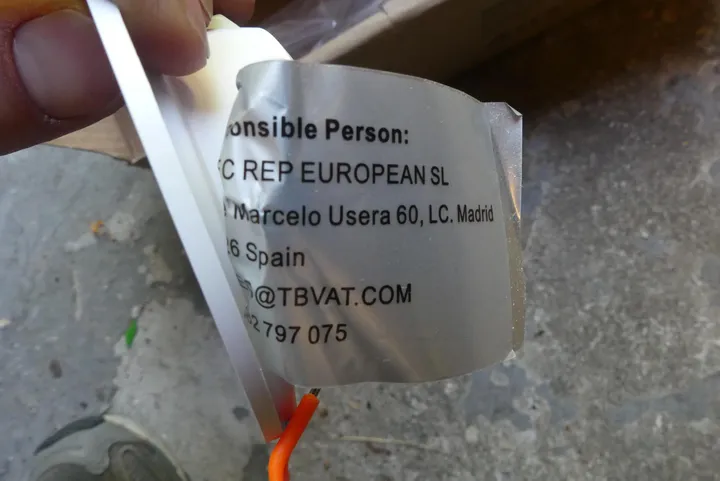 onsible Person:
C REP EUROPEAN SL
Marcelo Usera 60, LC. Madrid
6 Spain
@TBVAT.COM
2 797 075